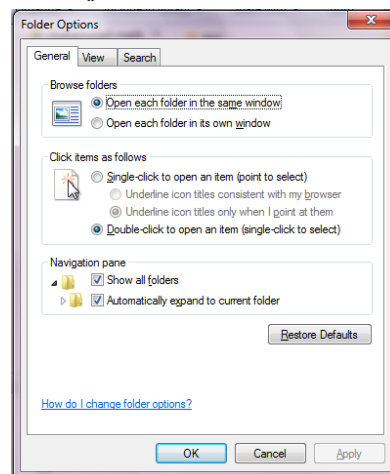 Folder Options
General View Search
Browse folders
Open each folder in the same window
Open each folder in its own window
Click items as follows
Single-click to open an item (point to select)
Underline icon titles consistent with my browser
Underline icon titles only when I point at them
Double-click to open an item (single-click to select)
Navigation pane
Show all folders
Automatically expand to current folder
Restore Defaults
How do I change folder options?
OK Cancel Apply